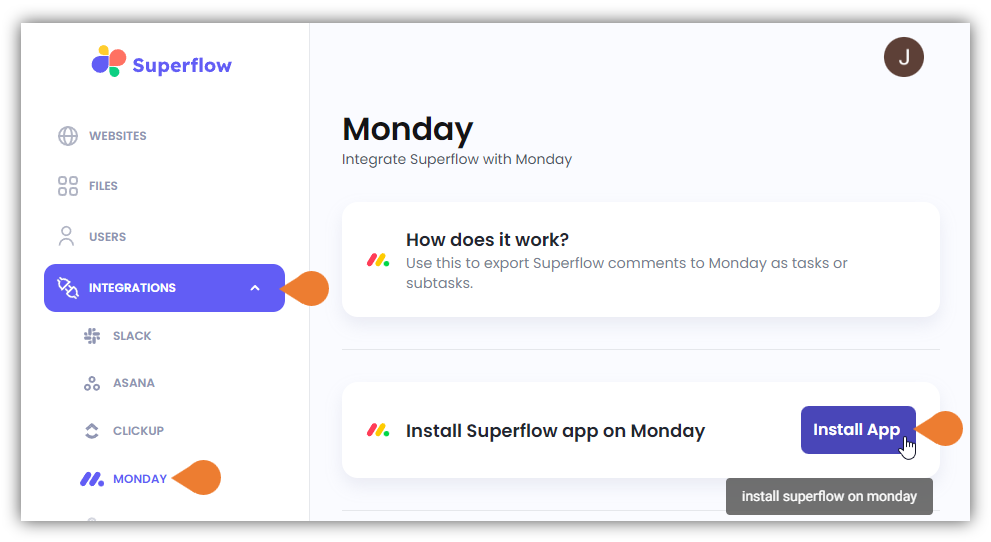 Superflow
J
WEBSITES
FILES
USERS
INTEGRATIONS
SLACK
ASANA
CLICKUP
MONDAY
Monday
Integrate Superflow with Monday
How does it work?
Use this to export Superflow comments to Monday as tasks or
subtasks.
Install Superflow app on Monday
Install App
install superflow on monday